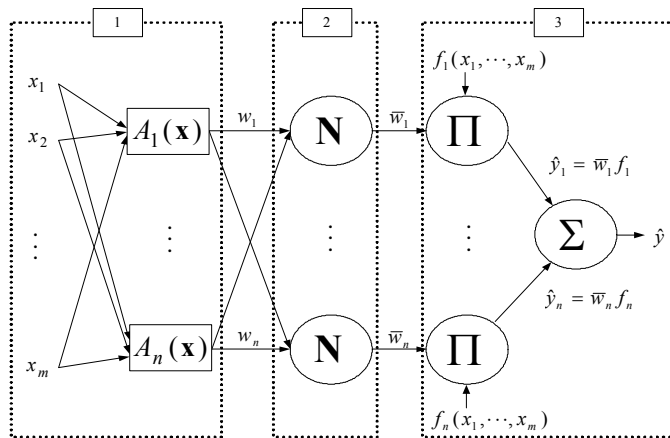 1
2
3
x₁
x₂
⋮
xₘ
A₁(x)
⋮
Aₙ(x)
w₁
wₙ
N
⋮
N
w̅₁
w̅ₙ
f₁(x₁,⋯,xₘ)
Π
⋮
Π
fₙ(x₁,⋯,xₘ)
ŷ₁ = w̅₁f₁
Σ
ŷ
ŷₙ = w̅ₙfₙ